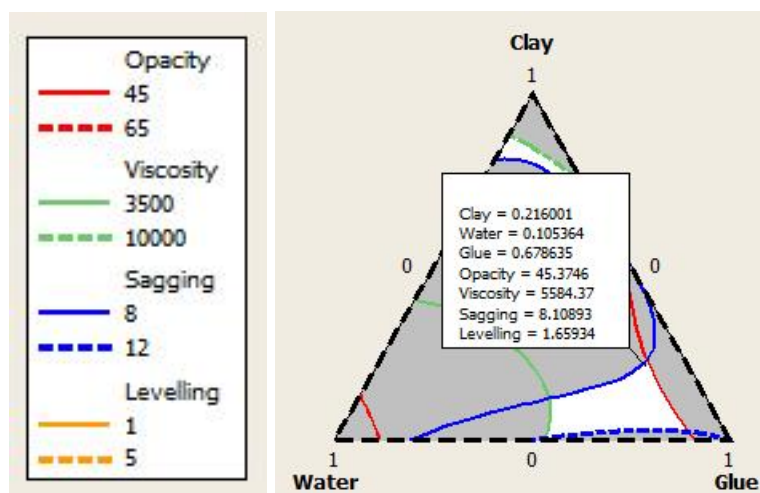 Opacity
45
65
Viscosity
3500
10000
Sagging
8
12
Levelling
1
5
Clay
1
Clay = 0.216001
Water = 0.105364
Glue = 0.678635
Opacity = 45.3746
Viscosity = 5584.37
Sagging = 8.10893
Levelling = 1.65934
0
0
1
0
1
Water
Glue